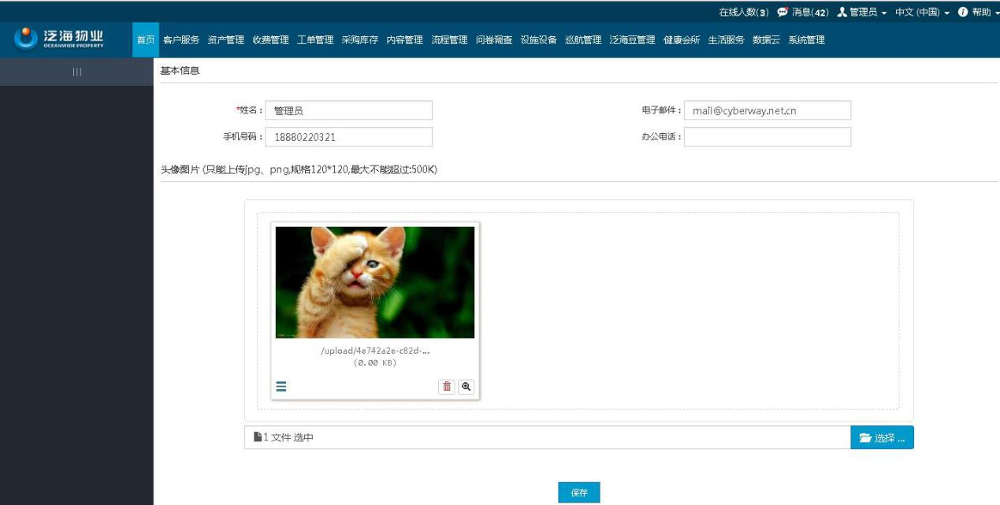 在线人数(3) 消息(42) 管理员 中文 (中国) 帮助
泛海物业
OCEANWIDE PROPERTY
首页 客户服务 资产管理 收费管理 工单管理 采购库存 内容管理 流程管理 问卷调查 设施设备 巡航管理 泛海豆管理 健康会所 生活服务 数据云 系统管理
基本信息
*姓名： 管理员 电子邮件： mail@cyberway.net.cn
手机号码： 18880220321 办公电话：
头像图片 (只能上传jpg、png,规格120*120,最大不能超过:500K)
/upload/4e742a2e-c82d-...
(0.00 KB)
1 文件 选中 选择 ...
保存